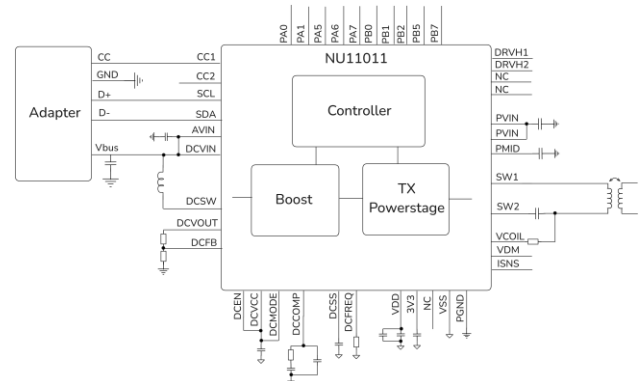 PA0
PA1
PA5
PA6
PA7
PB0
PB1
PB2
PB5
PB7
NU11011
Adapter
CC
GND
D+
D-
Vbus
CC1
CC2
SCL
SDA
AVIN
DCVIN
DCSW
DCVOUT
DCFB
Controller
Boost
TX
Powerstage
DRVH1
DRVH2
NC
NC
PVIN
PVIN
PMID
SW1
SW2
VCOIL
VDM
ISNS
DCEN
DCVCC
DCMODE
DCCOMP
DCSS
DCFREQ
VDD
3V3
NC
VSS
PGND